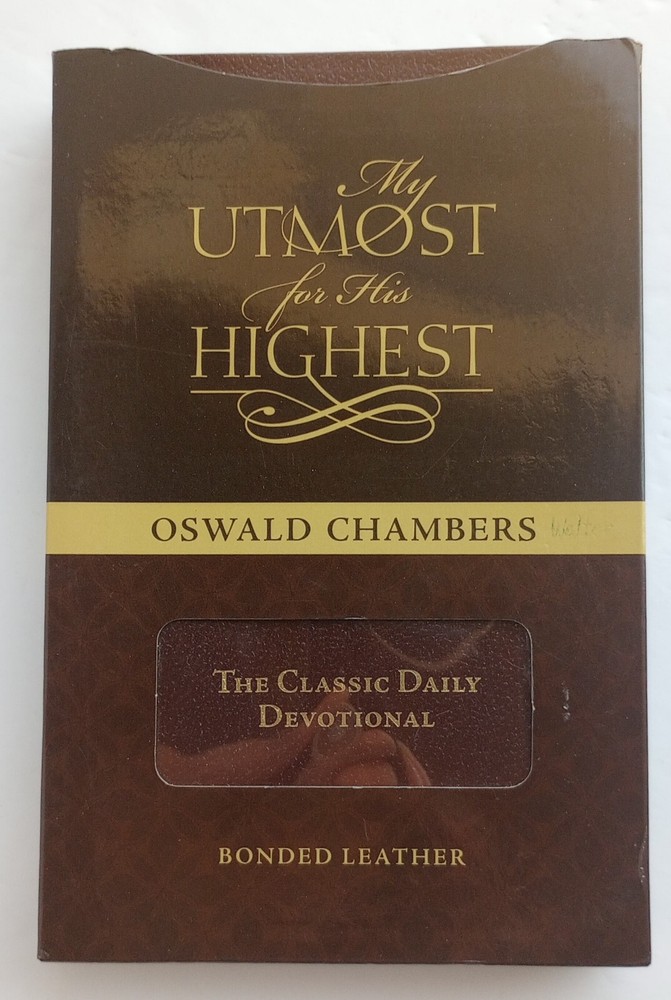 My
UTMOST
for His
HIGHEST
OSWALD CHAMBERS
THE CLASSIC DAILY
DEVOTIONAL
BONDED LEATHER